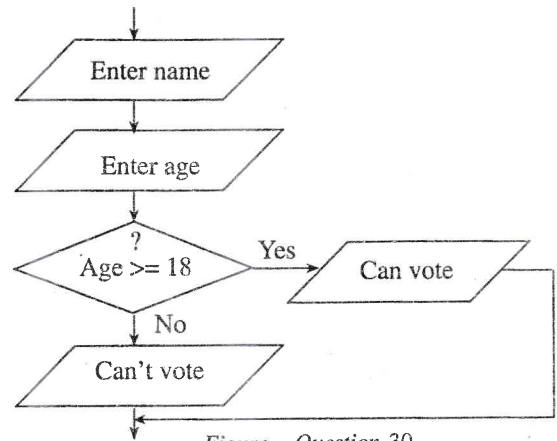 Enter name
Enter age
?
Age >= 18
Yes
Can vote
No
Can't vote
Figure – Question 30